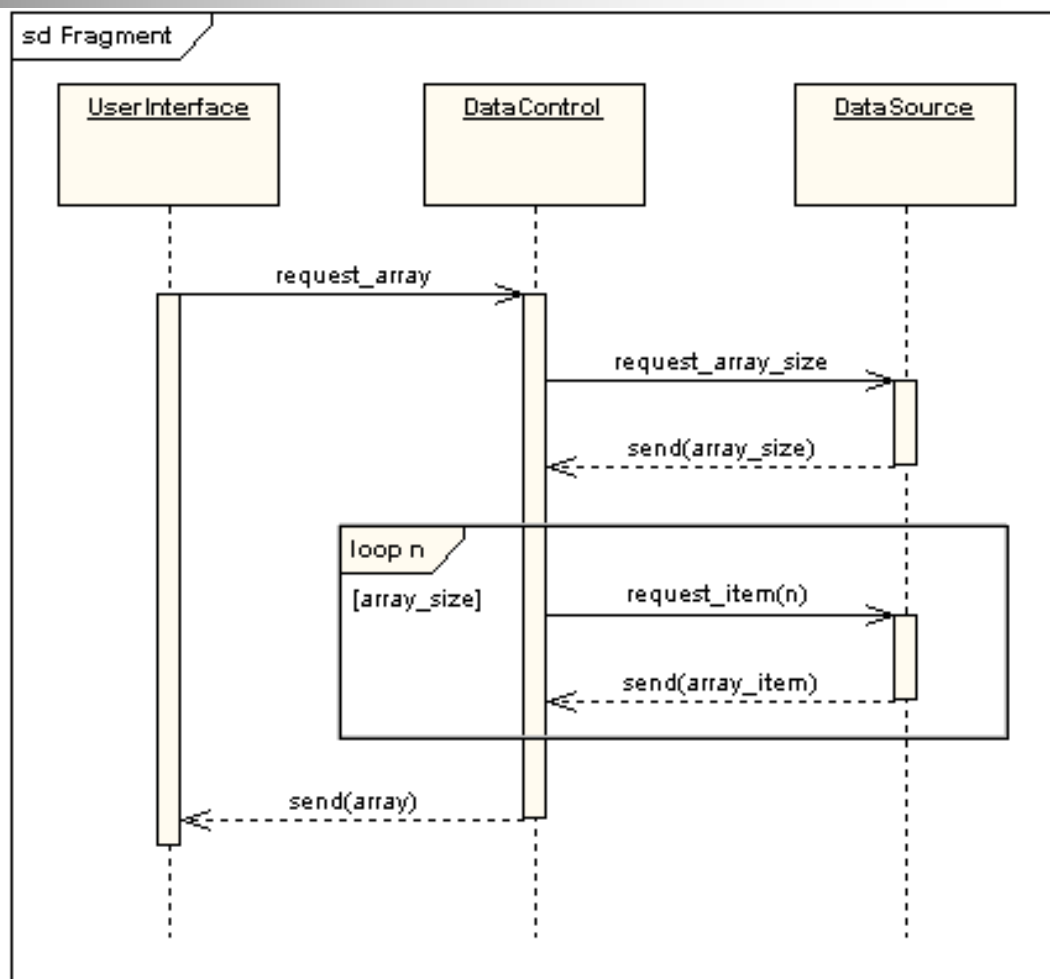 sd Fragment
UserInterface DataControl DataSource
request_array
request_array_size
send(array_size)
loop n
[array_size] request_item(n)
send(array_item)
send(array)